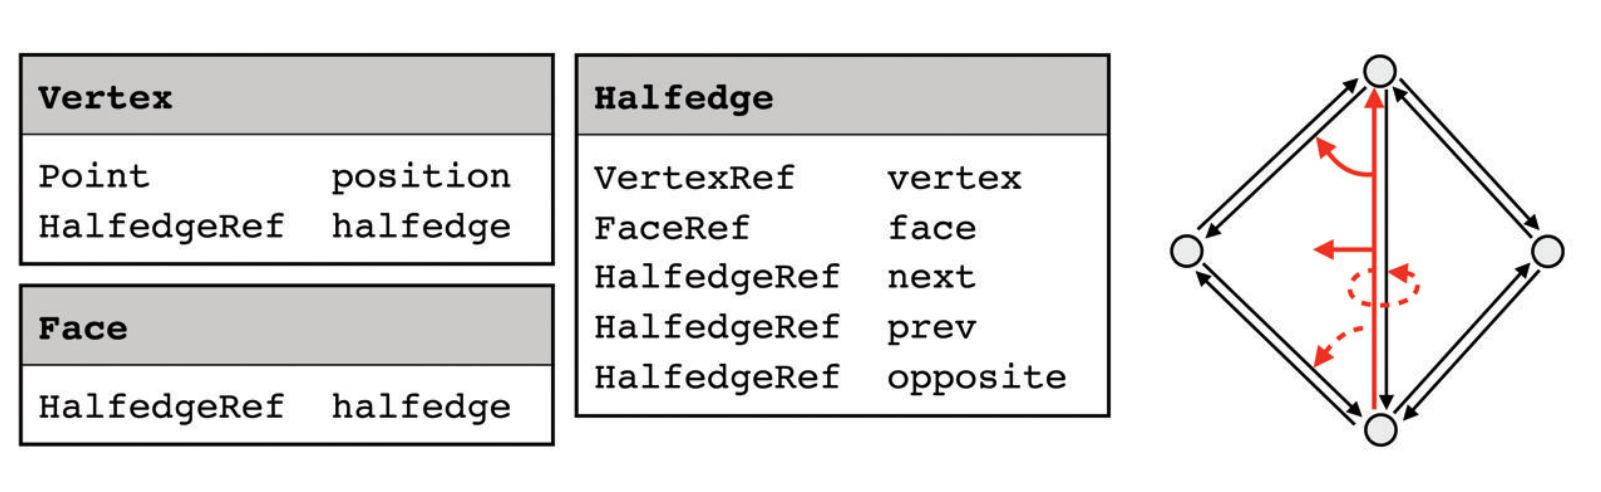 Vertex
Point position
HalfedgeRef halfedge
Face
HalfedgeRef halfedge
Halfedge
VertexRef vertex
FaceRef face
HalfedgeRef next
HalfedgeRef prev
HalfedgeRef opposite